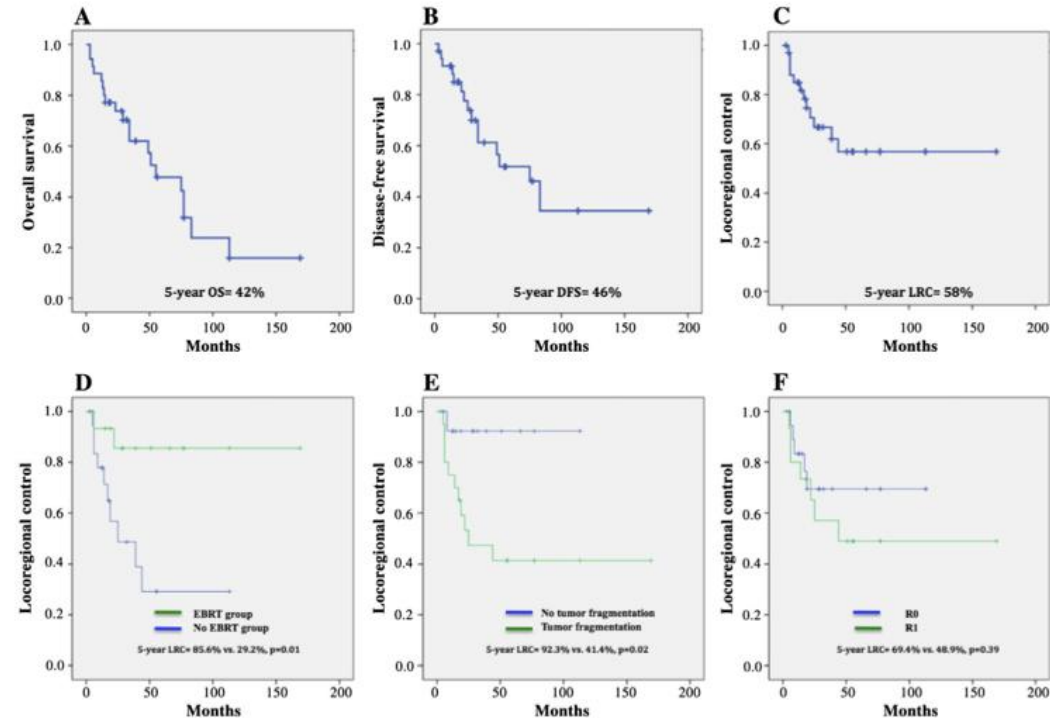 A
1.0
0.8
0.6
0.4
0.2
0.0
Overall survival
5-year OS= 42%
0 50 100 150 200
Months
B
1.0
0.8
0.6
0.4
0.2
0.0
Disease-free survival
5-year DFS= 46%
0 50 100 150 200
Months
C
1.0
0.8
0.6
0.4
0.2
0.0
Locoregional control
5-year LRC= 58%
0 50 100 150 200
Months
D
1.0
0.8
0.6
0.4
0.2
0.0
Locoregional control
EBRT group
No EBRT group
5-year LRC= 85.6% vs. 29.2%, p=0.01
0 50 100 150 200
Months
E
1.0
0.8
0.6
0.4
0.2
0.0
Locoregional control
No tumor fragmentation
Tumor fragmentation
5-year LRC= 92.3% vs. 41.4%, p=0.02
0 50 100 150 200
Months
F
1.0
0.8
0.6
0.4
0.2
0.0
Locoregional control
R0
R1
5-year LRC= 69.4% vs. 48.9%, p=0.39
0 50 100 150 200
Months